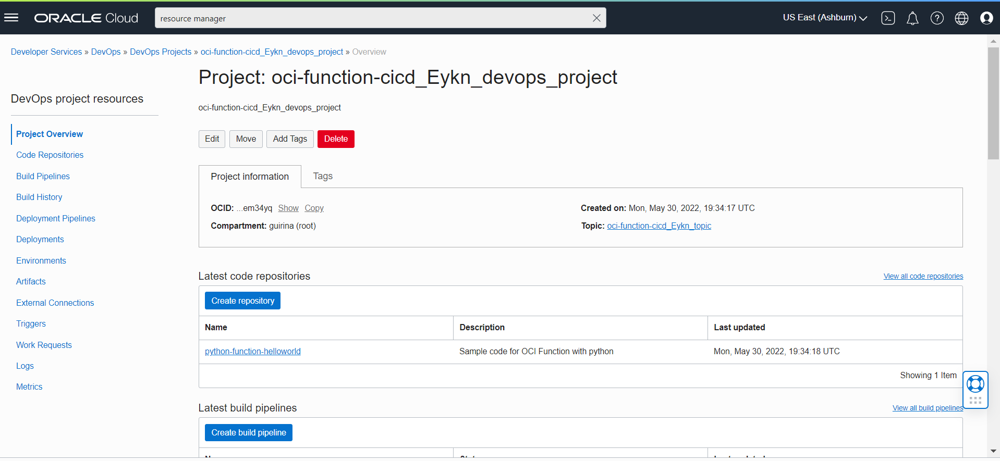 ORACLE Cloud
resource manager
US East (Ashburn)
Developer Services » DevOps » DevOps Projects » oci-function-cicd_Eykn_devops_project » Overview
Project: oci-function-cicd_Eykn_devops_project
DevOps project resources
oci-function-cicd_Eykn_devops_project
Project Overview
Code Repositories
Build Pipelines
Build History
Deployment Pipelines
Deployments
Environments
Artifacts
External Connections
Triggers
Work Requests
Logs
Metrics
Edit Move Add Tags Delete
Project information Tags
OCID: ...em34yq Show Copy
Compartment: guirina (root)
Created on: Mon, May 30, 2022, 19:34:17 UTC
Topic: oci-function-cicd_Eykn_topic
Latest code repositories
View all code repositories
Create repository
Name Description Last updated
python-function-helloworld Sample code for OCI Function with python Mon, May 30, 2022, 19:34:18 UTC
Showing 1 Item
Latest build pipelines
View all build pipelines
Create build pipeline